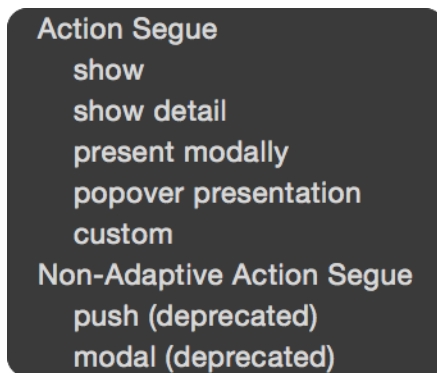 Action Segue
show
show detail
present modally
popover presentation
custom
Non-Adaptive Action Segue
push (deprecated)
modal (deprecated)